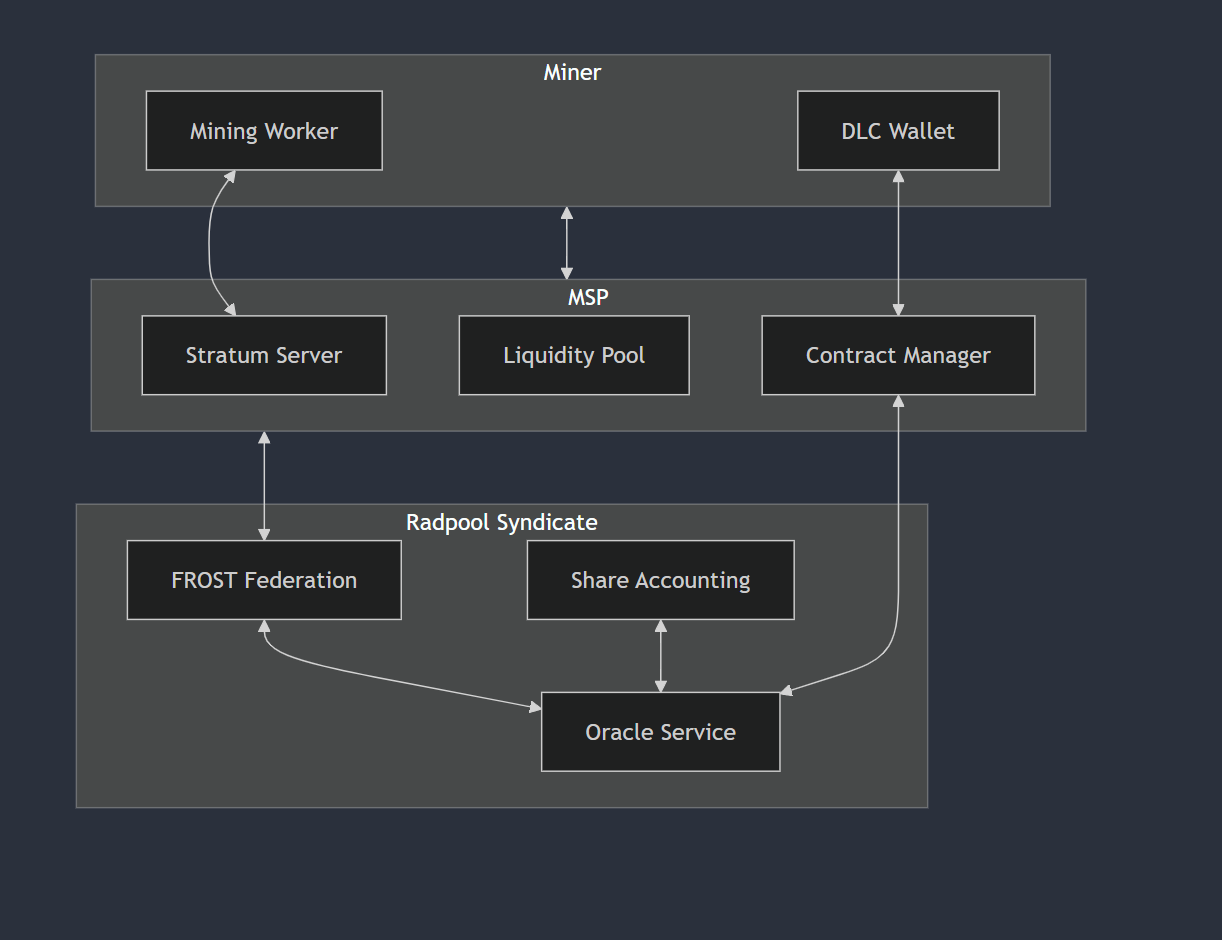 Miner
Mining Worker
DLC Wallet
MSP
Stratum Server
Liquidity Pool
Contract Manager
Radpool Syndicate
FROST Federation
Share Accounting
Oracle Service